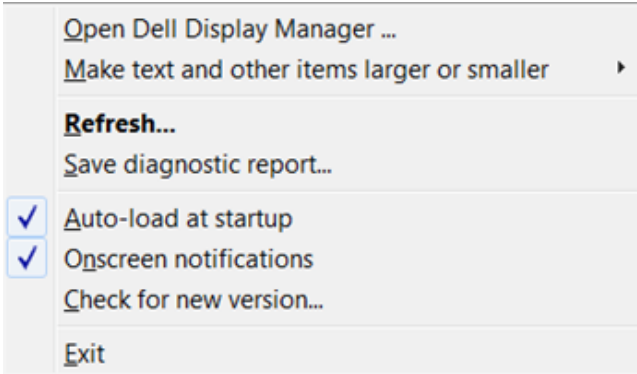 Open Dell Display Manager ...
Make text and other items larger or smaller
Refresh...
Save diagnostic report...
Auto-load at startup
Onscreen notifications
Check for new version...
Exit